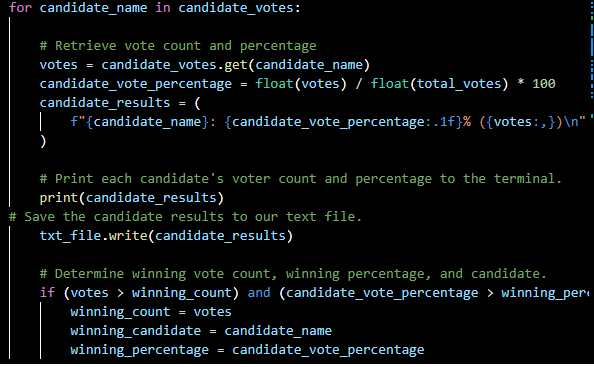 for candidate_name in candidate_votes:
# Retrieve vote count and percentage
votes = candidate_votes.get(candidate_name)
candidate_vote_percentage = float(votes) / float(total_votes) * 100
candidate_results = (
f"{candidate_name}: {candidate_vote_percentage:.1f}% ({votes:,})\n"
)
# Print each candidate's voter count and percentage to the terminal.
print(candidate_results)
# Save the candidate results to our text file.
txt_file.write(candidate_results)
# Determine winning vote count, winning percentage, and candidate.
if (votes > winning_count) and (candidate_vote_percentage > winning_per
winning_count = votes
winning_candidate = candidate_name
winning_percentage = candidate_vote_percentage